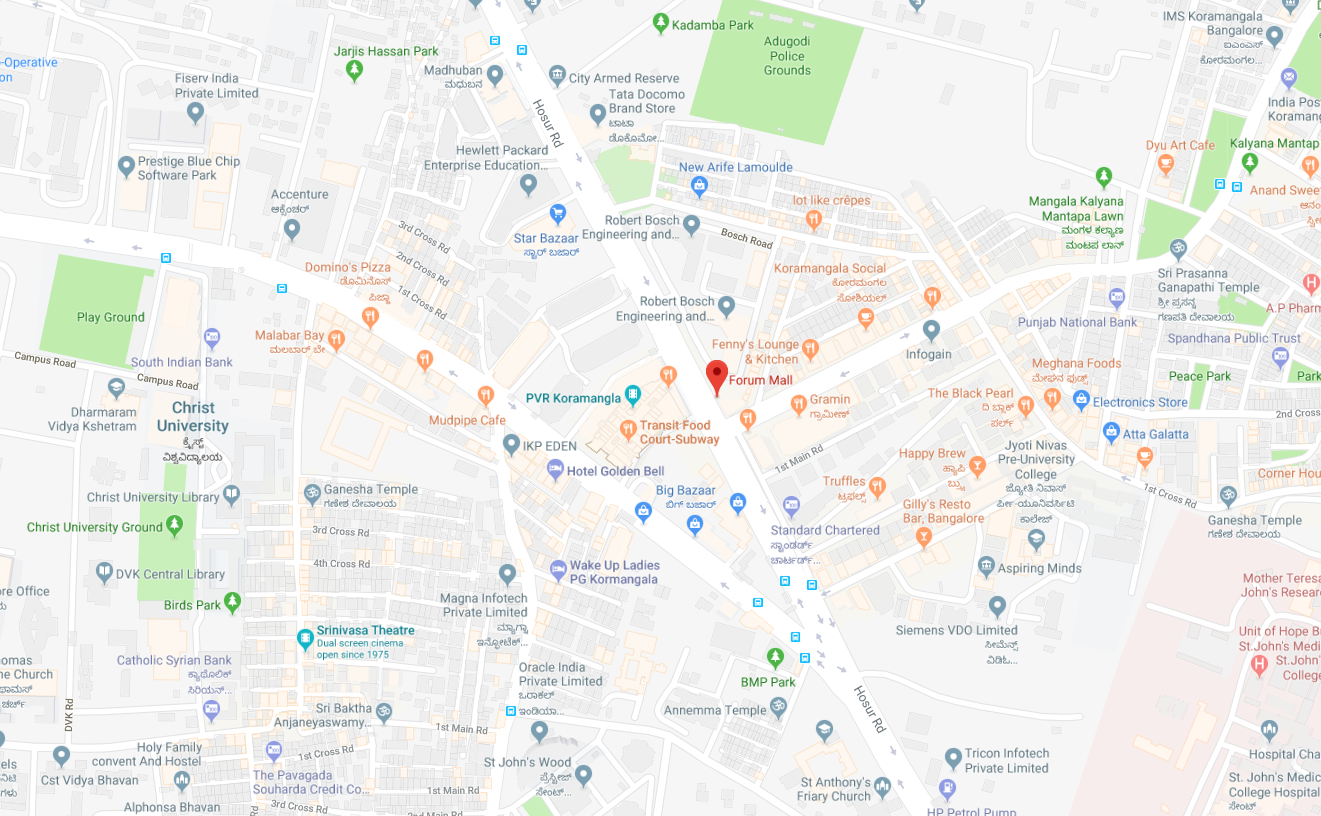 Kadamba Park
IMS Koramangala
Bangalore
ಐಎಂಎಸ್
ಕೋರಮಂಗಲ...
Adugodi
Police
Grounds
Jarjis Hassan Park
-Operative
on
Madhuban
ಮಧುಬನ
City Armed Reserve
Fiserv India
Private Limited
Tata Docomo
Brand Store
ಟಾಟಾ
ಡೊಕೊಮೋ...
Hosur Rd
India Pos
Koramang
Hewlett Packard
Enterprise Education...
Prestige Blue Chip
Software Park
New Arife Lamoulde
Dyu Art Cafe
Kalyana Mantap
Accenture
ಆಕ್ಸೆಂಚರ್
Anand Swee
ಆನಂ
lot like crêpes
Mangala Kalyana
Mantapa Lawn
ಮಂಗಳ ಕಲ್ಯಾಣ
ಮಂಟಪ ಲಾನ್
Star Bazaar
ಸ್ಟಾರ್ ಬಜಾರ್
Robert Bosch
Engineering and...
Bosch Road
3rd Cross Rd
2nd Cross Rd
1st Cross Rd
Domino's Pizza
ಡೊಮಿನೊಸ್
ಪಿಜ್ಜಾ
Koramangala Social
ಕೋರಮಂಗಲ
ಸೋಶಿಯಲ್
Sri Prasanna
Ganapathi Temple
ಶ್ರೀ ಪ್ರಸನ್ನ
ಗಣಪತಿ ದೇವಾಲಯ
A.P Pharm
Robert Bosch
Engineering and...
Play Ground
Punjab National Bank
Malabar Bay
ಮಲಬಾರ್ ಬೇ
Spandhana Public Trust
Fenny's Lounge
& Kitchen
Infogain
Campus Road
South Indian Bank
Meghana Foods
ಮೇಘನ ಫುಡ್ಸ್
Peace Park
Park
Campus Rd
Forum Mall
Dharmaram
Vidya Kshetram
Christ
University
ಕ್ರೈಸ್ಟ್
ವಿಶ್ವವಿದ್ಯಾಲಯ
PVR Koramangla
Gramin
ಗ್ರಾಮೀಣ್
The Black Pearl
ದಿ ಬ್ಲಾಕ್
ಪರ್ಲ್
Electronics Store
2nd Cross
Mudpipe Cafe
Transit Food
Court-Subway
Atta Galatta
IKP EDEN
1st Main Rd
Happy Brew
ಹ್ಯಾಪಿ
ಬ್ರ್ಯು
Jyoti Nivas
Pre-University
College
ಜ್ಯೋತಿ ನಿವಾಸ್
ಪೀ-ಯೂನಿವರ್ಸಿಟಿ
ಕಾಲೇಜ್
Hotel Golden Bell
Corner Hou
1st Cross Rd
Christ University Library
Ganesha Temple
ಗಣೇಶ ದೇವಾಲಯ
Big Bazaar
ಬಿಗ್ ಬಜಾರ್
Truffles
ಟ್ರಫಲ್ಸ್
Gilly's Resto
Bar, Bangalore
Ganesha Temple
ಗಣೇಶ ದೇವಾಲಯ
Christ University Ground
3rd Cross Rd
Standard Chartered
ಸ್ಟಾಂಡರ್ಡ್
ಚಾರ್ಟರ್ಡ್...
4th Cross Rd
Wake Up Ladies
PG Kormangala
DVK Central Library
Aspiring Minds
Mother Teresa
John's Resear
ore Office
Magna Infotech
Private Limited
ಮ್ಯಾಗ್ನಾ
ಇನ್ಫೋಟೆಕ್...
Birds Park
Srinivasa Theatre
Dual screen cinema
open since 1975
Siemens VDO Limited
ಸೀಮೆನ್ಸ್
ವಿಡಿಓ...
Unit of Hope Bu
St.John's Medi
St.John's
College
Catholic Syrian Bank
ಕ್ಯಾಥೊಲಿಕ್
ಸಿರಿಯನ್...
omas
ne Church
ಥಾಮಸ್
ಚರ್ಚ್
Oracle India
Private Limited
ಒರಾಕಲ್
ಇಂಡಿಯಾ...
BMP Park
DVK Rd
Sri Baktha
Anjaneyaswamy...
Annemma Temple
Hosur Rd
1st Main Rd
Holy Family
convent And Hostel
1st Cross Rd
Tricon Infotech
Private Limited
Hospital Cha
Cst Vidya Bhavan
The Pavagada
Souharda Credit Co...
St John's Wood
ಪ್ರೆಸ್ಟೀಜ್
ಸೇಂಟ್...
St Anthony's
Friary Church
St. John's Medic
College Hospital
ಸೇಂಟ್
1st Main Rd
Alphonsa Bhavan
3rd Cross Rd
2nd Main Rd
HP Petrol Pump